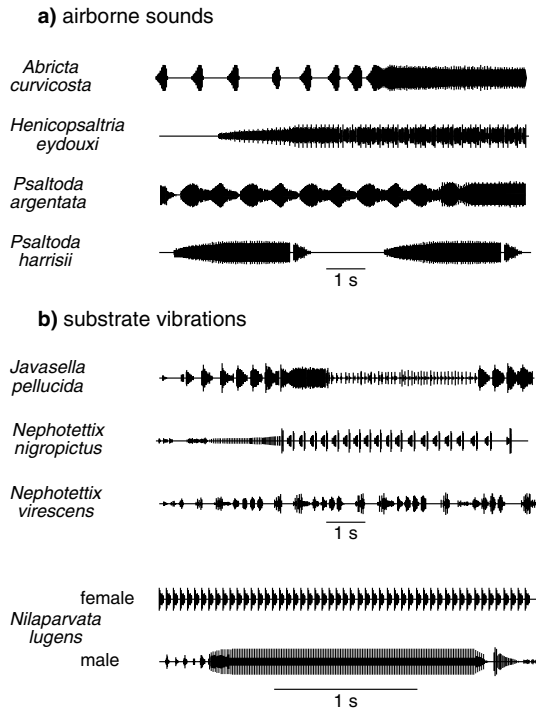 a) airborne sounds
Abricta
curvicosta
Henicopsaltria
eydouxi
Psaltoda
argentata
Psaltoda
harrisii
1 s
b) substrate vibrations
Javasella
pellucida
Nephotettix
nigropictus
Nephotettix
virescens
1 s
female
Nilaparvata
lugens
male
1 s